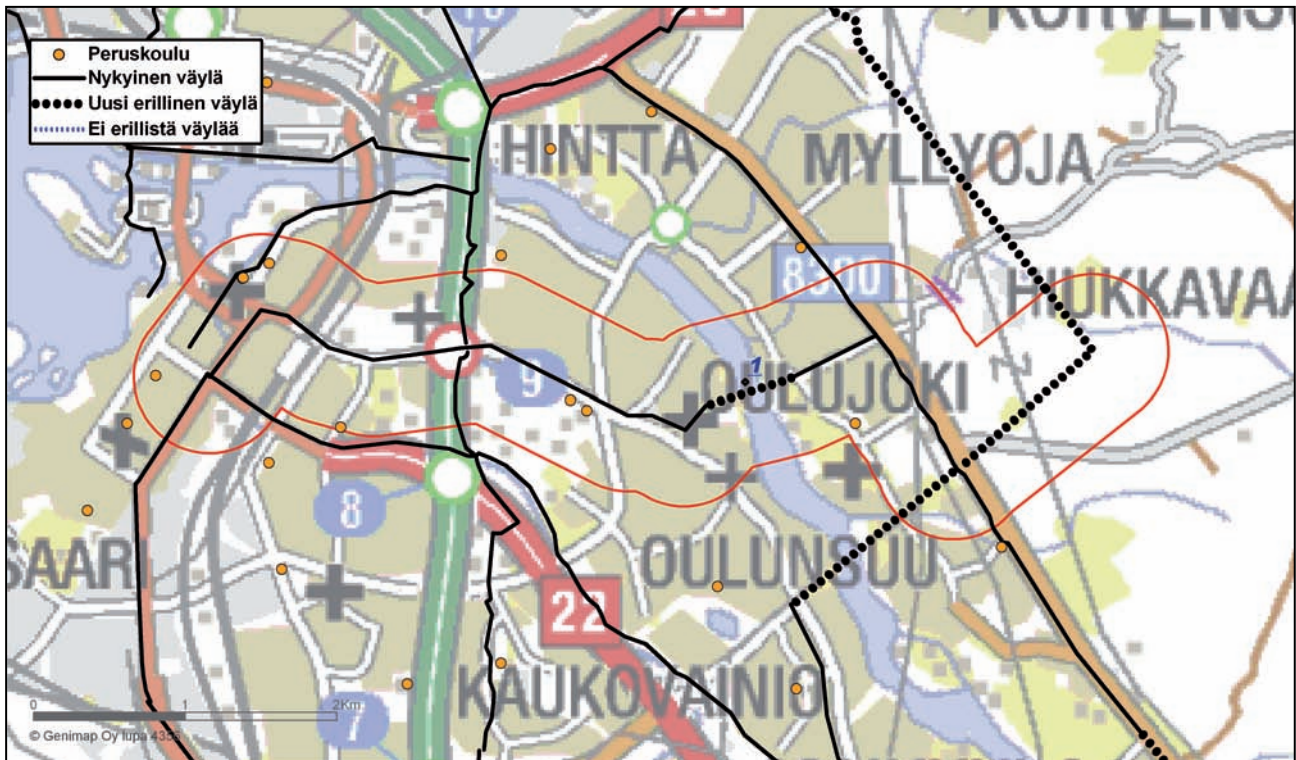 Peruskoulu
Nykyinen väylä
Uusi erillinen väylä
Ei erillistä väylää
HINTTA
MYLLYOJA
8300
HIUKKAVAA
9
1
OULUJOKI
8
SAARI
OULUNSUU
22
KAUKOVAINIO
7
0 1 2Km
© Genimap Oy lupa